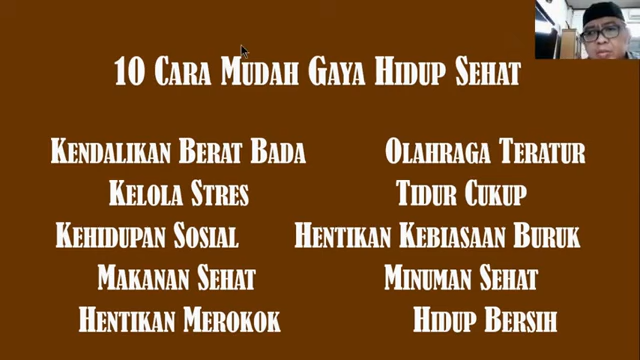 10 Cara Mudah Gaya Hidup Sehat
Kendalikan Berat Bada
Olahraga Teratur
Kelola Stres
Tidur Cukup
Kehidupan Sosial
Hentikan Kebiasaan Buruk
Makanan Sehat
Minuman Sehat
Hentikan Merokok
Hidup Bersih